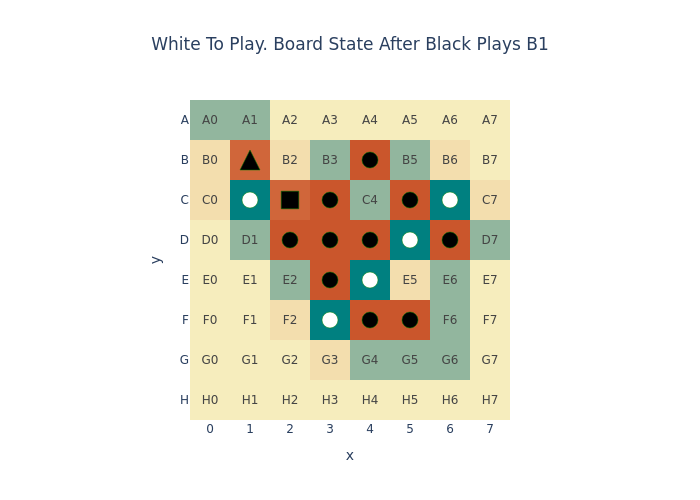 White To Play. Board State After Black Plays B1
A A0 A1 A2 A3 A4 A5 A6 A7
B B0 B2 B3 B5 B6 B7
C C0 C4 C7
D D0 D1 D7
E E0 E1 E2 E5 E6 E7
F F0 F1 F2 F6 F7
G G0 G1 G2 G3 G4 G5 G6 G7
H H0 H1 H2 H3 H4 H5 H6 H7
0 1 2 3 4 5 6 7
x
y